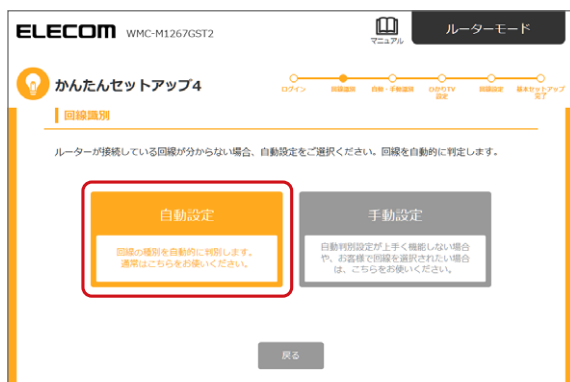 ELECOM WMC-M1267GST2
マニュアル
ルーターモード
かんたんセットアップ4
ログイン
回線選択
自動・手動選択
ひかりTV
設定
回線設定
基本セットアップ
完了
回線識別
ルーターが接続している回線が分からない場合、自動設定をご選択ください。回線を自動的に判定します。
自動設定
回線の種別を自動的に判別します。
通常はこちらをお使いください。
手動設定
自動判別設定が上手く機能しない場合
や、お客様で回線を選択されたい場合
は、こちらをお使いください。
戻る